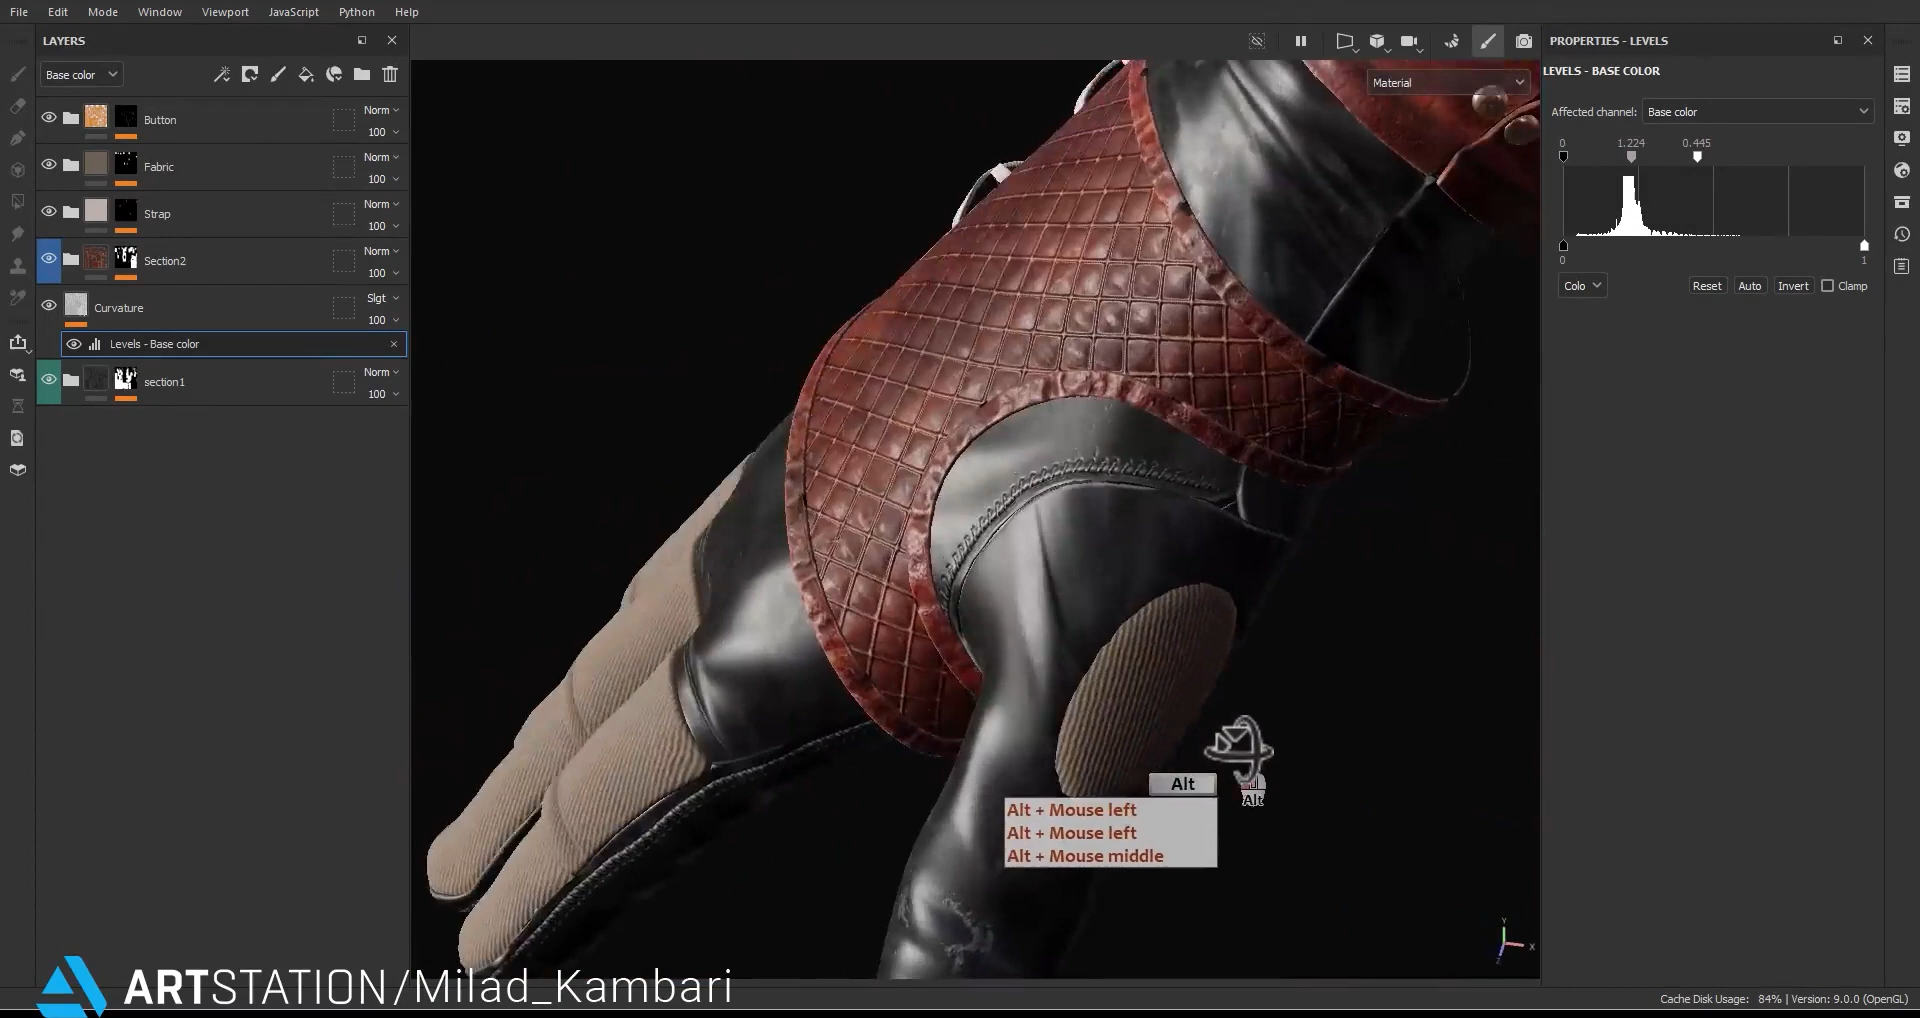 File Edit Mode Window Viewport JavaScript Python Help
LAYERS
Base color
Button Norm 100
Fabric Norm 100
Strap Norm 100
Section2 Norm 100
Curvature Slgt 100
Levels - Base color
section1 Norm 100
Material
Alt
Alt
Alt + Mouse left
Alt + Mouse left
Alt + Mouse middle
Y
X
Z
PROPERTIES - LEVELS
LEVELS - BASE COLOR
Affected channel: Base color
0 1.224 0.445
0 1
Colo Reset Auto Invert Clamp
ARTSTATION/Milad_Kambari
Cache Disk Usage: 84% | Version: 9.0.0 (OpenGL)